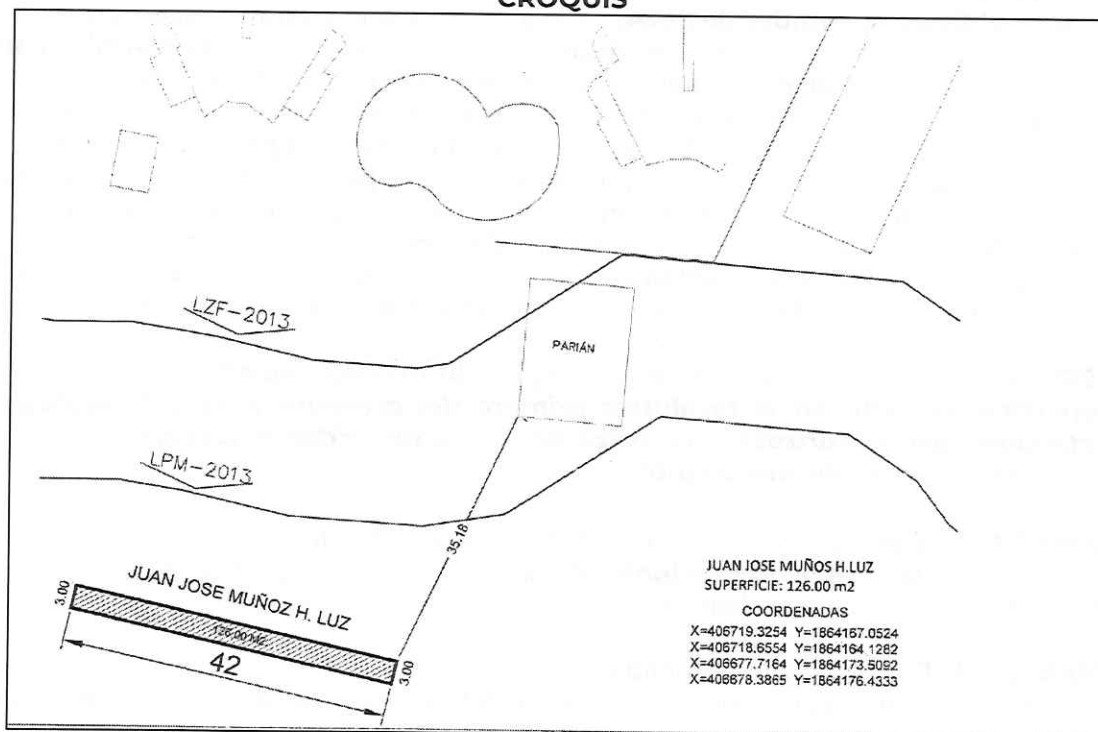 CROQUIS
LZF-2013
PARIÁN
LPM-2013
35.18
JUAN JOSE MUÑOZ H. LUZ
3.00
126.00 M2
3.00
42
JUAN JOSE MUÑOS H.LUZ
SUPERFICIE: 126.00 m2
COORDENADAS
X=406719.3254 Y=1864167.0524
X=406718.6554 Y=1864164.1282
X=406677.7164 Y=1864173.5092
X=406678.3865 Y=1864176.4333